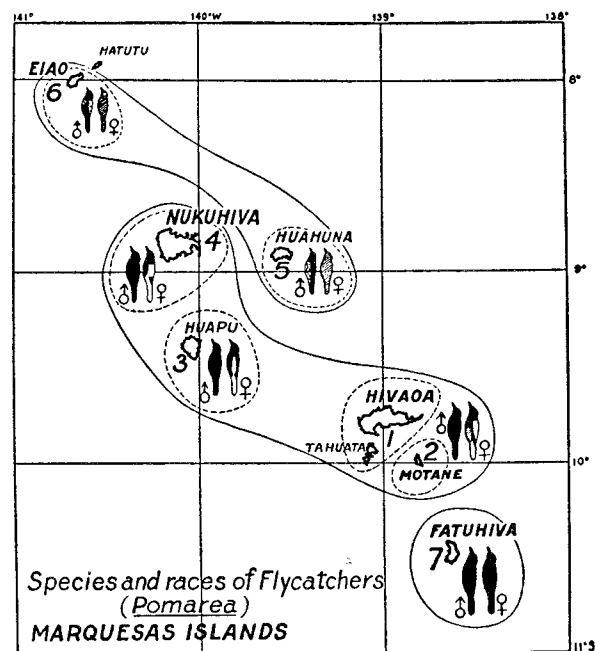 141° 140°W 139° 138°
HATUTU
EIAO
8°
6
♂ ♀
NUKUHIVA
4
HUAHUNA
5
9°
♂ ♀
♂ ♀
HUAPU
3
♂ ♀
HIVAOA
1
♂ ♀
TAHUATA
2
MOTANE
10°
FATUHIVA
7
♂ ♀
Species and races of Flycatchers
(Pomarea)
MARQUESAS ISLANDS
11°S